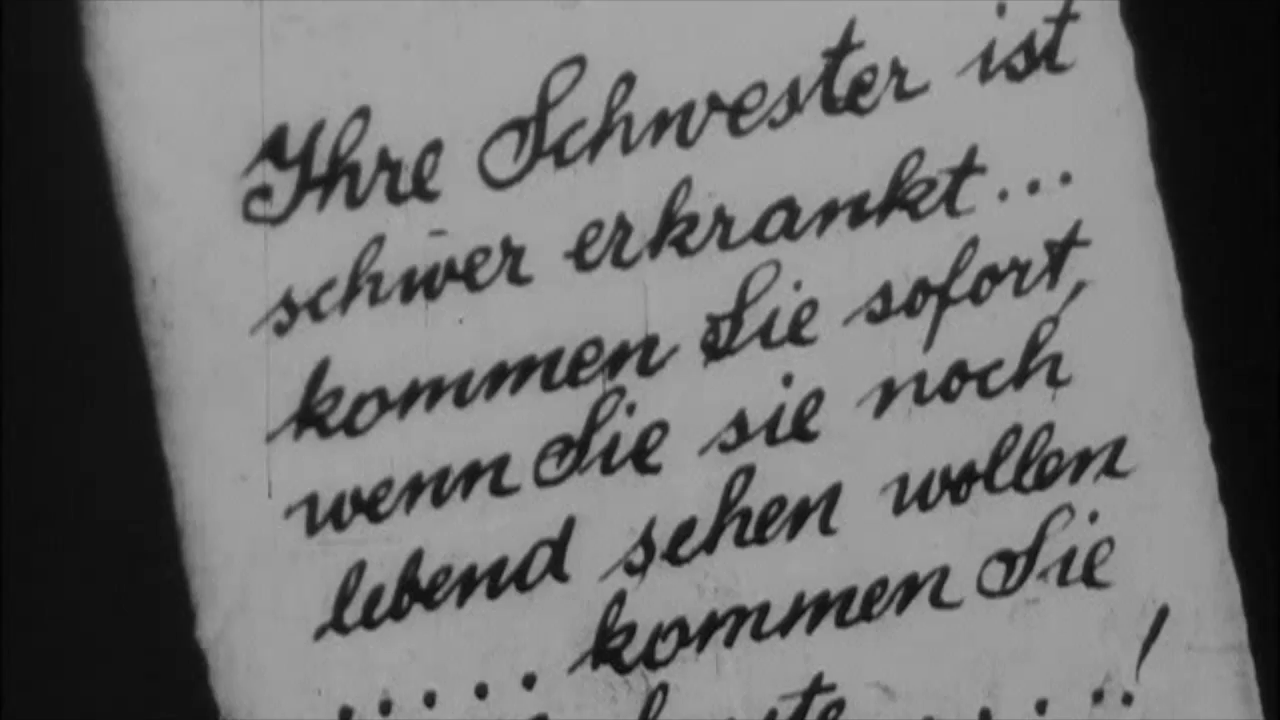 Ihre Schwester ist
schwer erkrankt...
kommen Sie sofort,
wenn Sie sie noch
lebend sehen wollen
..... kommen Sie
....!